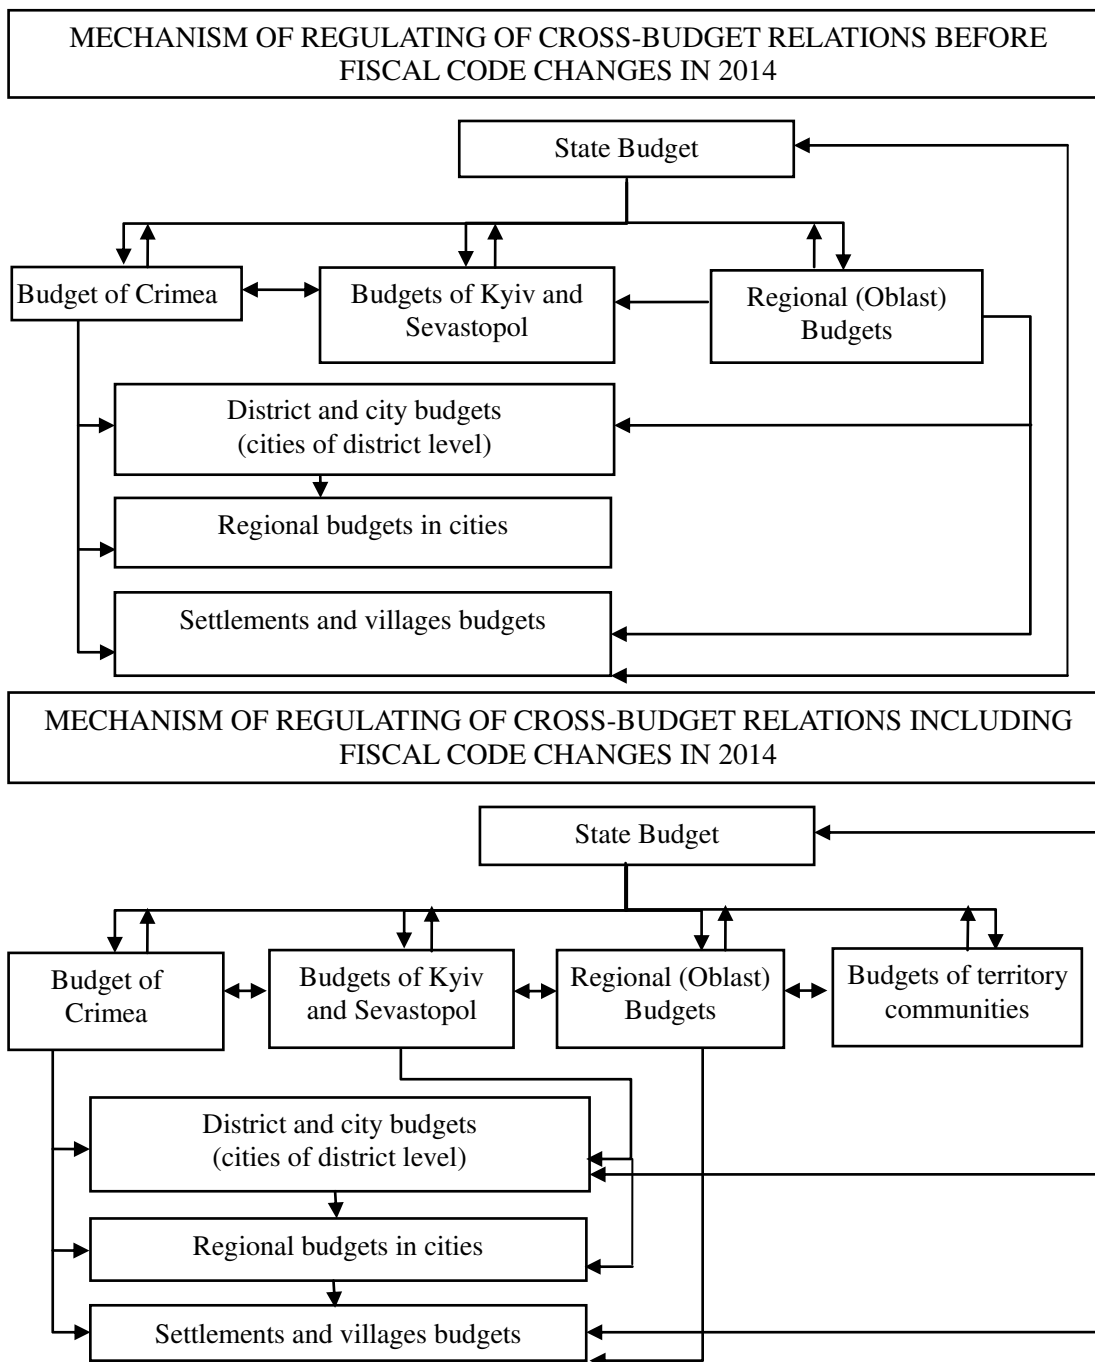 MECHANISM OF REGULATING OF CROSS-BUDGET RELATIONS BEFORE
FISCAL CODE CHANGES IN 2014
State Budget
Budget of Crimea
Budgets of Kyiv and
Sevastopol
Regional (Oblast)
Budgets
District and city budgets
(cities of district level)
Regional budgets in cities
Settlements and villages budgets
MECHANISM OF REGULATING OF CROSS-BUDGET RELATIONS INCLUDING
FISCAL CODE CHANGES IN 2014
State Budget
Budget of
Crimea
Budgets of Kyiv
and Sevastopol
Regional (Oblast)
Budgets
Budgets of territory
communities
District and city budgets
(cities of district level)
Regional budgets in cities
Settlements and villages budgets